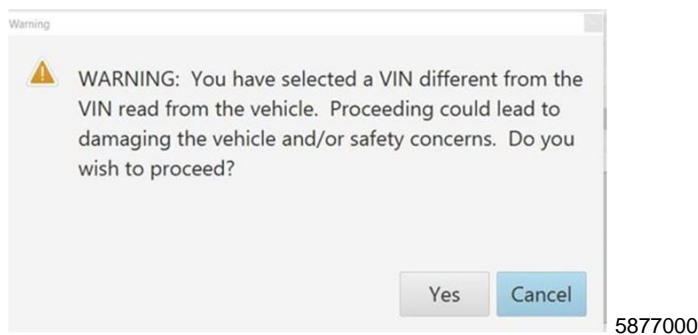 Warning
WARNING:  You have selected a VIN different from the
VIN read from the vehicle.  Proceeding could lead to
damaging the vehicle and/or safety concerns.  Do you
wish to proceed?
Yes
Cancel
5877000